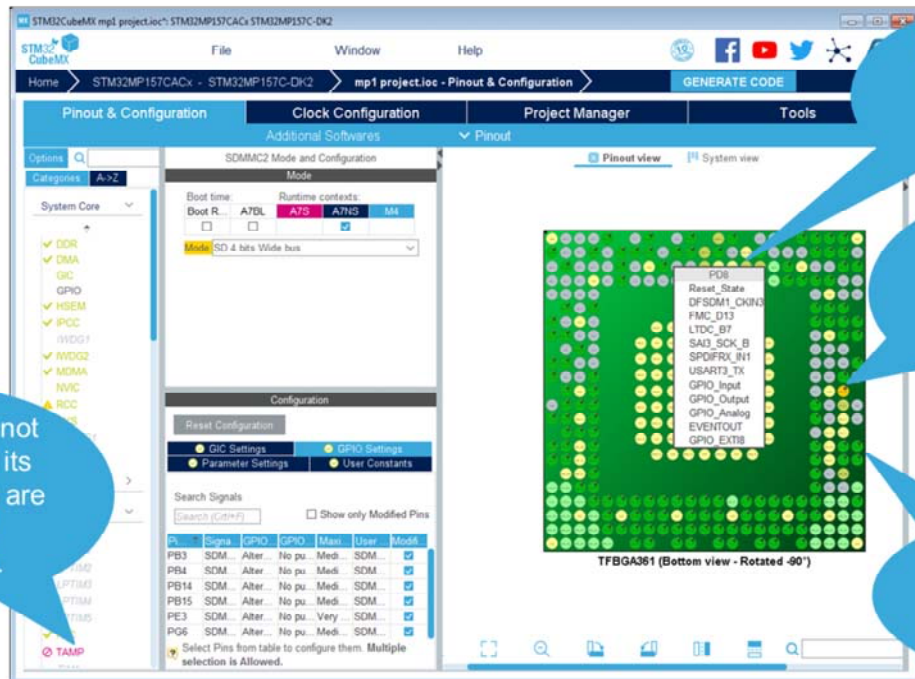 STM32CubeMX mp1 project.ioc*: STM32MP157CACx STM32MP157C-DK2
STM32
CubeMX
File
Window
Help
Home
STM32MP157CACx - STM32MP157C-DK2
mp1 project.ioc - Pinout & Configuration
GENERATE CODE
Pinout & Configuration
Clock Configuration
Project Manager
Tools
Additional Softwares
Pinout
Options
Categories
A->Z
System Core
DDR
DMA
GIC
GPIO
HSEM
IPCC
IWDG1
IWDG2
MDMA
NVIC
RCC
not
its
are
LPTIM3
TAMP
SDMMC2 Mode and Configuration
Mode
Boot time:
Runtime contexts:
Boot R...
A7BL
A7S
A7NS
M4
Mode
SD 4 bits Wide bus
Configuration
Reset Configuration
GIC Settings
GPIO Settings
Parameter Settings
User Constants
Search Signals
Search (Crtl+F)
Show only Modified Pins
Pi...
Signa...
GPIO...
GPIO...
Maxi...
User ...
Modifi...
PB3 SDM... Alter... No pu... Medi... SDM...
PB4 SDM... Alter... No pu... Medi... SDM...
PB14 SDM... Alter... No pu... Medi... SDM...
PB15 SDM... Alter... No pu... Medi... SDM...
PE3 SDM... Alter... No pu... Very ... SDM...
PG6 SDM... Alter... No pu... Medi... SDM...
Select Pins from table to configure them. Multiple
selection is Allowed.
Pinout view
System view
PD8
Reset_State
DFSDM1_CKIN3
FMC_D13
LTDC_B7
SAI3_SCK_B
SPDIFRX_IN1
USART3_TX
GPIO_Input
GPIO_Output
GPIO_Analog
EVENTOUT
GPIO_EXTI8
TFBGA361 (Bottom view - Rotated -90°)